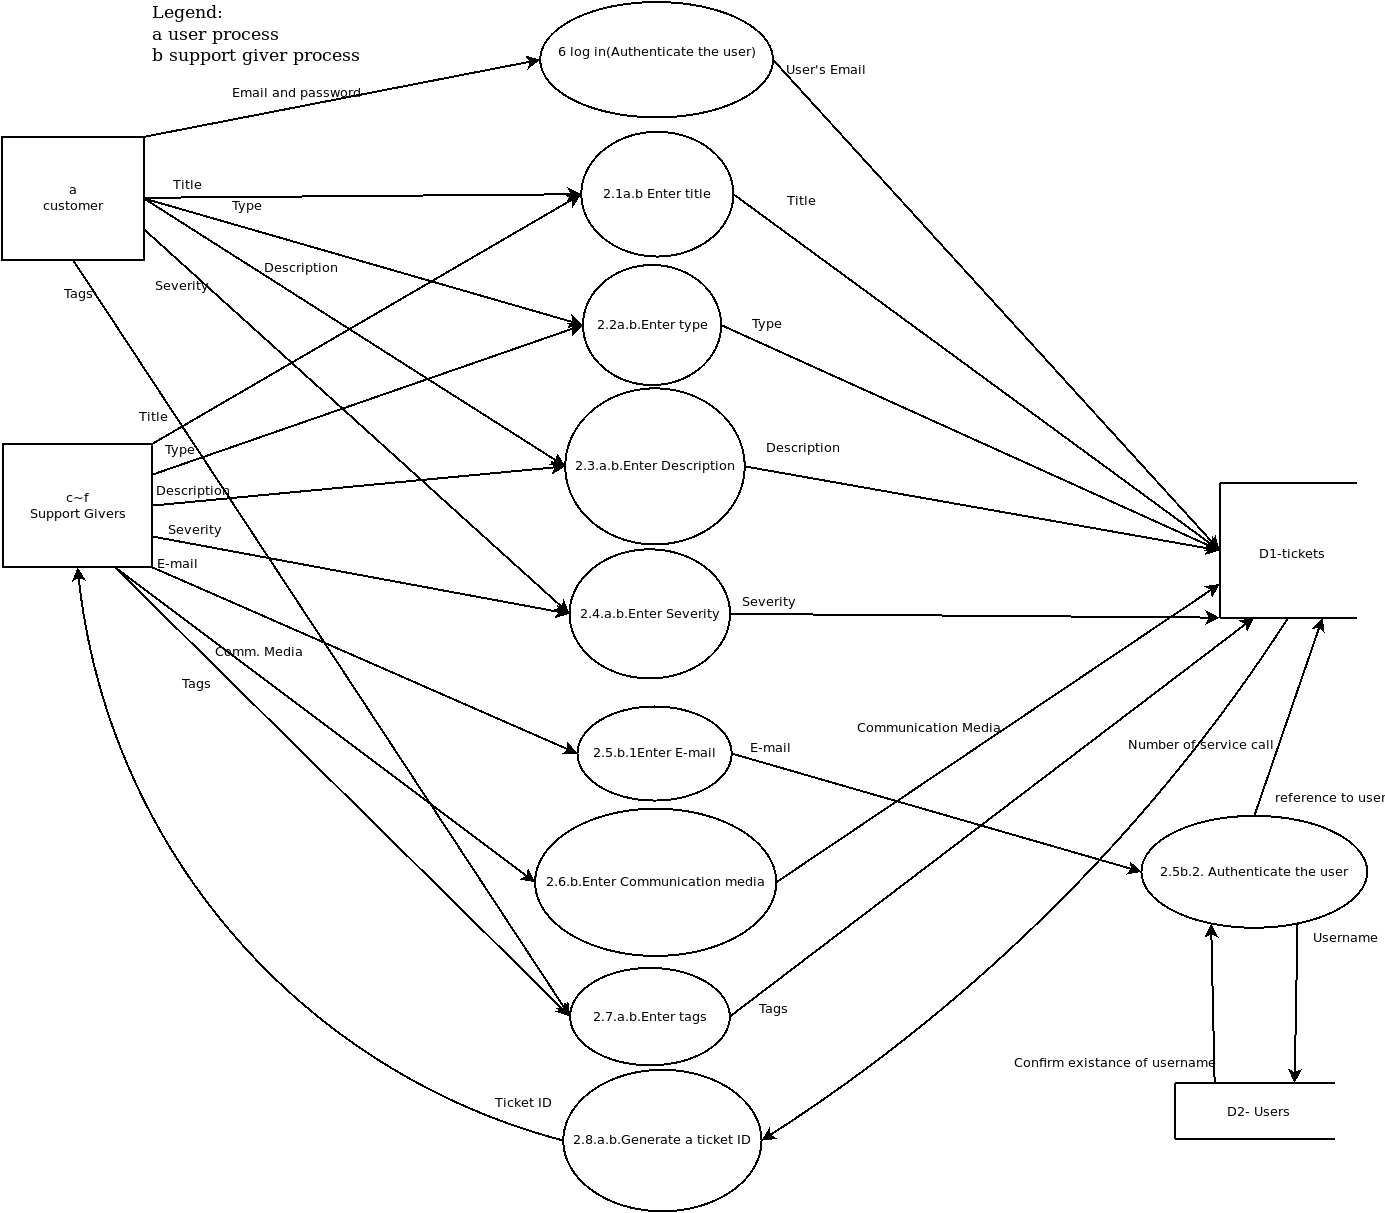 Legend:
a user process
b support giver process
6 log in(Authenticate the user)
User's Email
Email and password
a
customer
Title
Type
Description
Severity
Tags
2.1a.b Enter title
Title
2.2a.b.Enter type
Type
Title
Type
Description
Severity
E-mail
c~f
Support Givers
2.3.a.b.Enter Description
Description
D1-tickets
2.4.a.b.Enter Severity
Severity
Comm. Media
Tags
2.5.b.1Enter E-mail
E-mail
Communication Media
Number of service call
reference to user
2.6.b.Enter Communication media
2.5b.2. Authenticate the user
Username
2.7.a.b.Enter tags
Tags
Confirm existance of username
Ticket ID
D2- Users
2.8.a.b.Generate a ticket ID